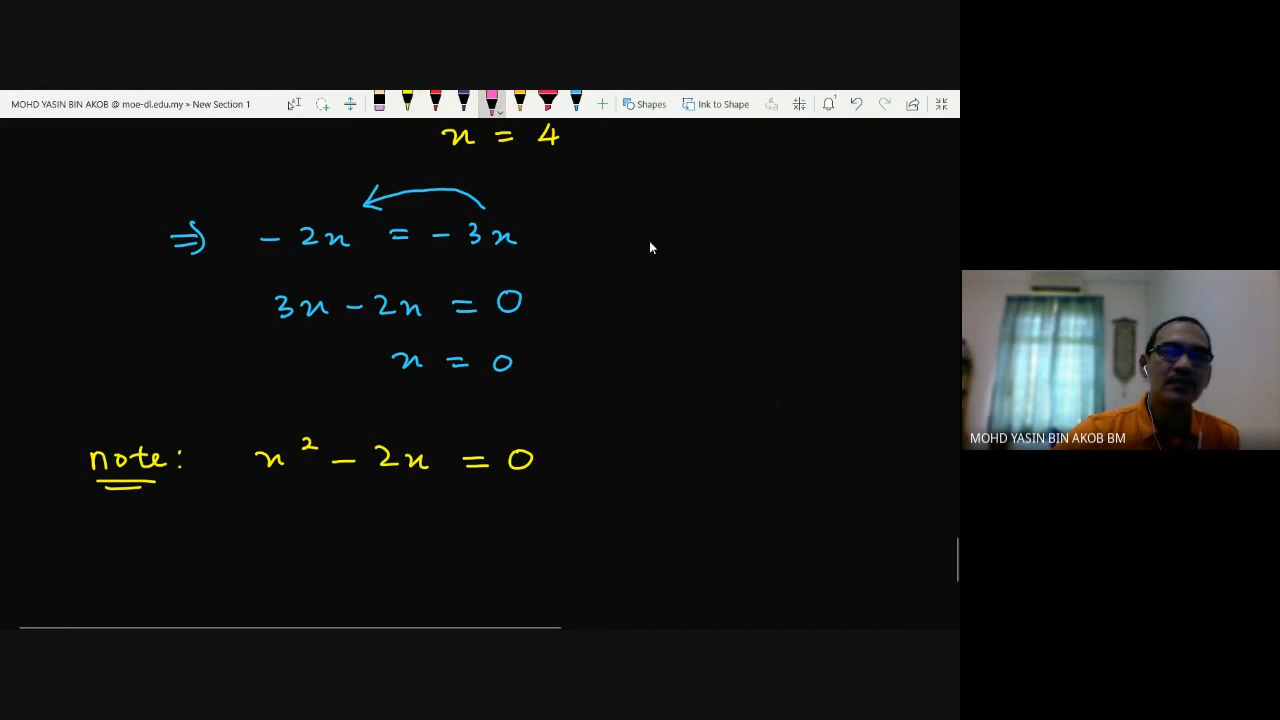 MOHD YASIN BIN AKOB @ moe-dl.edu.my » New Section 1
Shapes
Ink to Shape
x = 4
⇒ - 2x = - 3x
3x - 2x = 0
x = 0
note: x² - 2x = 0
MOHD YASIN BIN AKOB BM